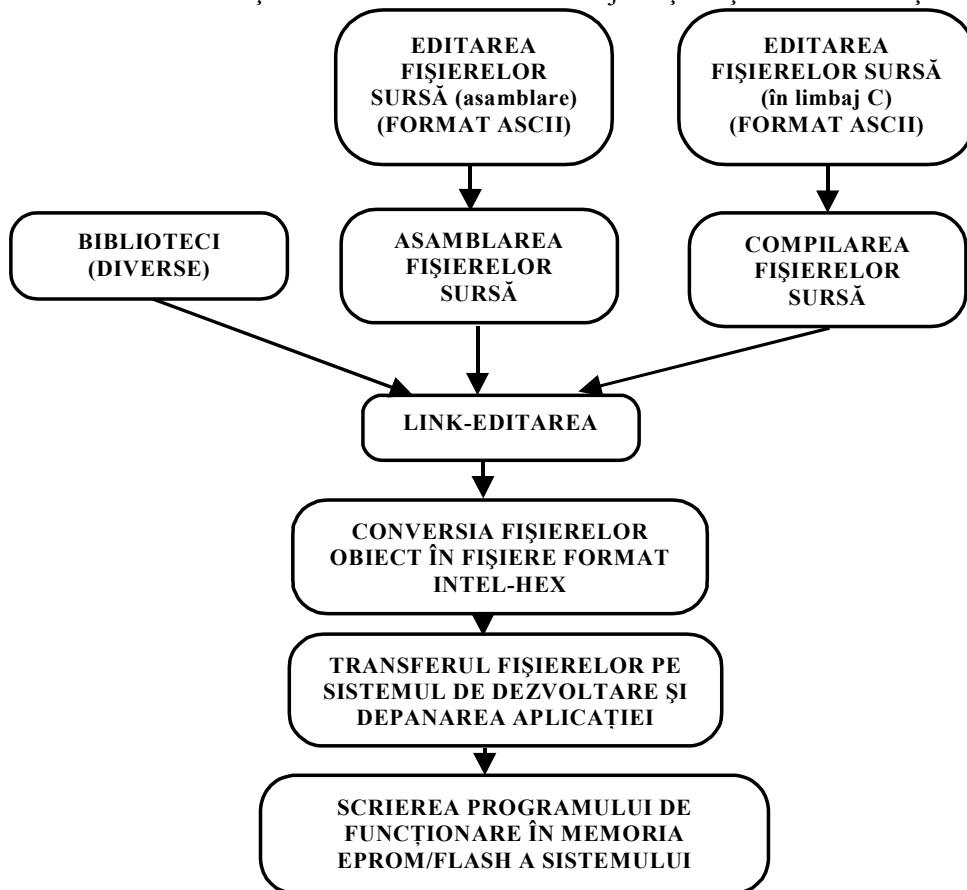 EDITAREA
FIŞIERELOR
SURSĂ (asamblare)
(FORMAT ASCII)
EDITAREA
FIŞIERELOR SURSĂ
(în limbaj C)
(FORMAT ASCII)
BIBLIOTECI
(DIVERSE)
ASAMBLAREA
FIŞIERELOR
SURSĂ
COMPILAREA
FIŞIERELOR
SURSĂ
LINK-EDITAREA
CONVERSIA FIŞIERELOR
OBIECT ÎN FIŞIERE FORMAT
INTEL-HEX
TRANSFERUL FIŞIERELOR PE
SISTEMUL DE DEZVOLTARE ŞI
DEPANAREA APLICAȚIEI
SCRIEREA PROGRAMULUI DE
FUNCȚIONARE ÎN MEMORIA
EPROM/FLASH A SISTEMULUI